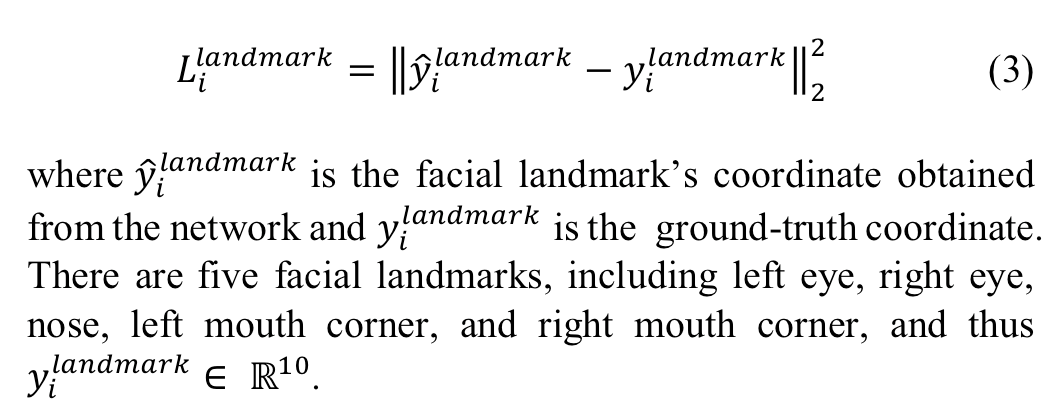 L_i^{landmark} = ‖ŷ_i^{landmark} − y_i^{landmark}‖_2^2 (3)
where ŷ_i^{landmark} is the facial landmark’s coordinate obtained
from the network and y_i^{landmark} is the ground-truth coordinate.
There are five facial landmarks, including left eye, right eye,
nose, left mouth corner, and right mouth corner, and thus
y_i^{landmark} ∈ ℝ^{10}.